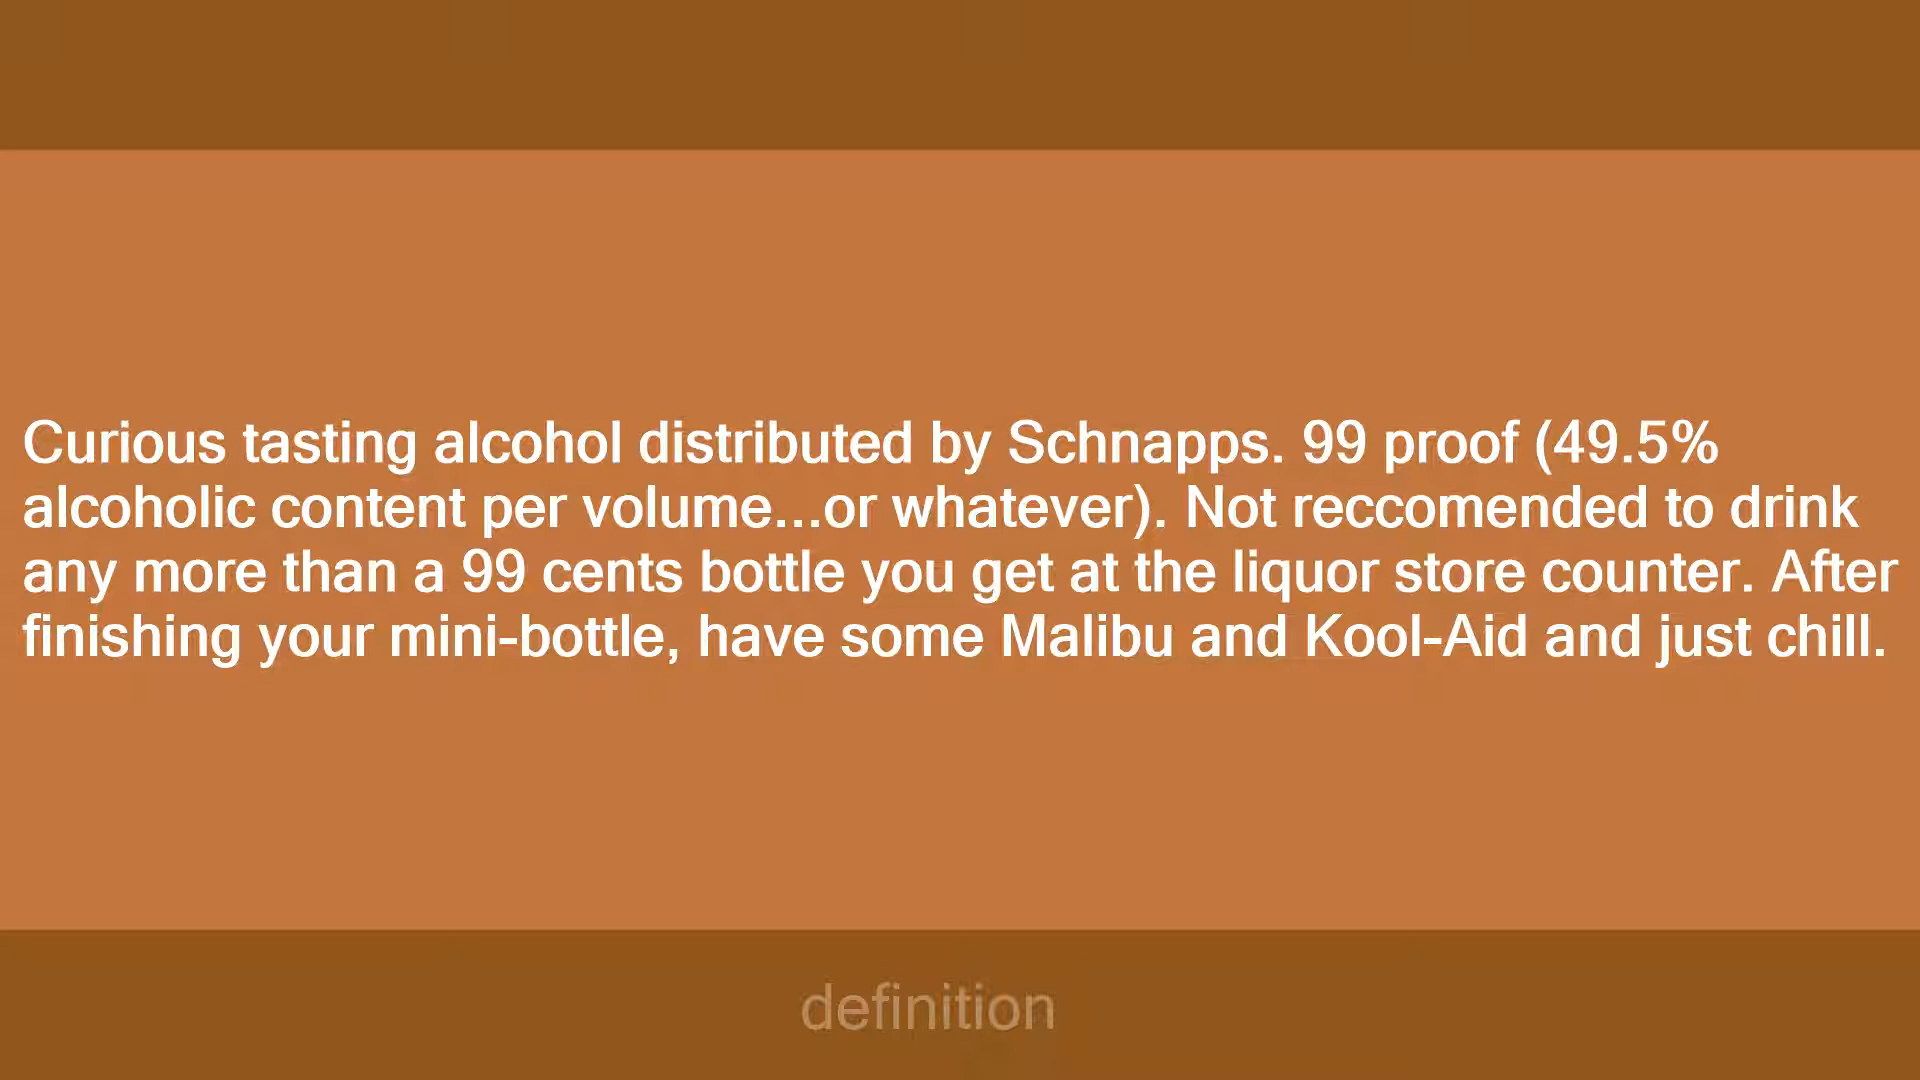 Curious tasting alcohol distributed by Schnapps. 99 proof (49.5%
alcoholic content per volume...or whatever). Not reccomended to drink
any more than a 99 cents bottle you get at the liquor store counter. After
finishing your mini-bottle, have some Malibu and Kool-Aid and just chill.
definition